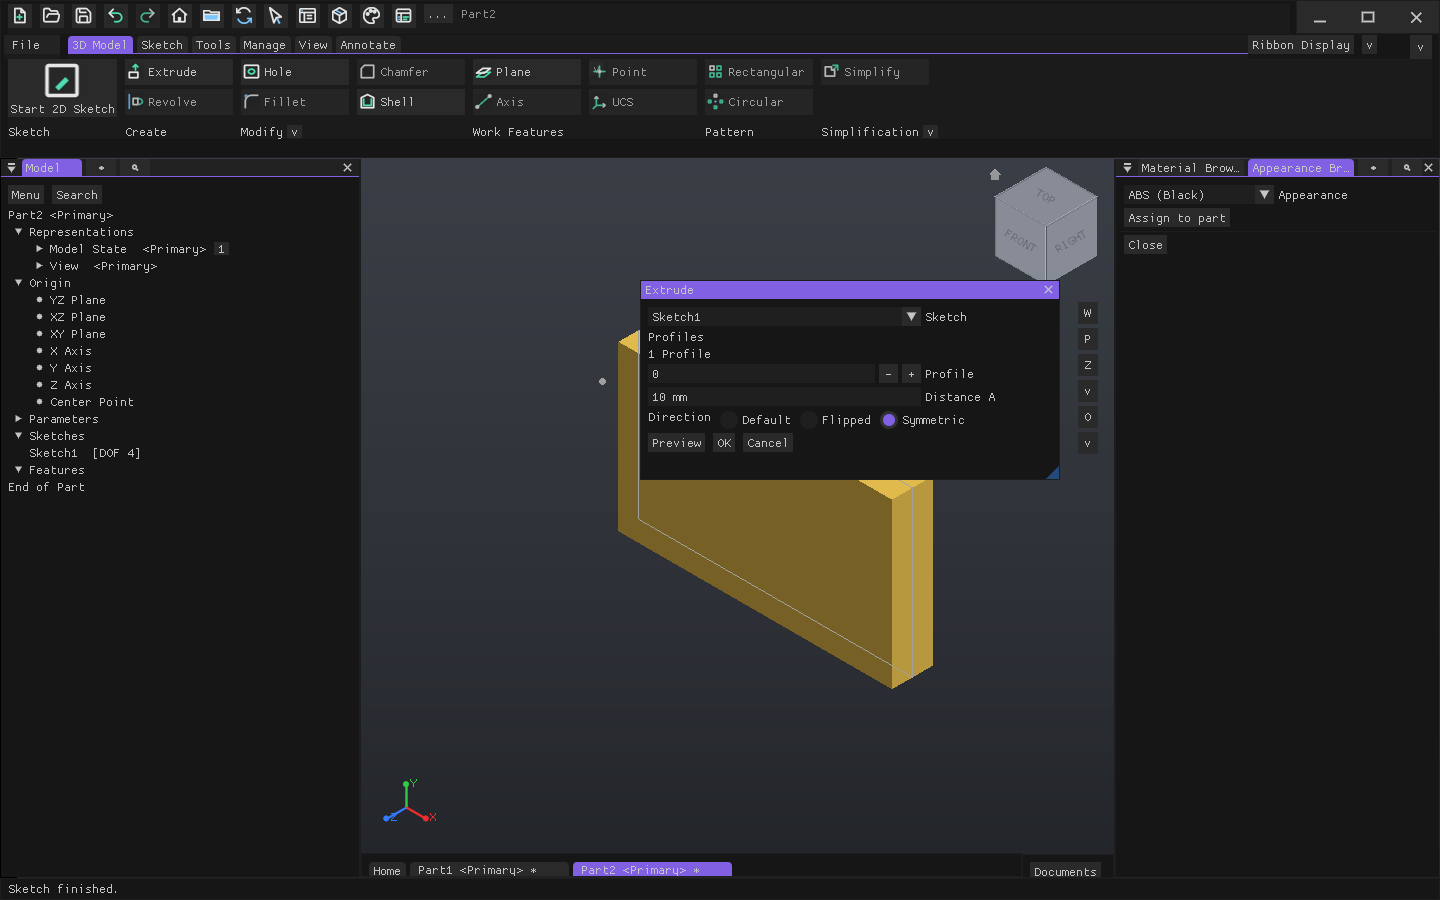 ... Part2
File 3D Model Sketch Tools Manage View Annotate Ribbon Display v v
Start 2D Sketch
Extrude Hole Chamfer Plane Point Rectangular Simplify
Revolve Fillet Shell Axis UCS Circular
Sketch Create Modify v Work Features Pattern Simplification v
Model
Menu Search
Part2 <Primary>
Representations
Model State <Primary> 1
View <Primary>
Origin
YZ Plane
XZ Plane
XY Plane
X Axis
Y Axis
Z Axis
Center Point
Parameters
Sketches
Sketch1 [DOF 4]
Features
End of Part
TOP
FRONT RIGHT
Extrude
Sketch1 Sketch
Profiles
1 Profile
0 - + Profile
10 mm Distance A
Direction Default Flipped Symmetric
Preview OK Cancel
W
P
Z
v
O
v
Y
Z X
Material Brow… Appearance Br…
ABS (Black) Appearance
Assign to part
Close
Home Part1 <Primary> * Part2 <Primary> * Documents
Sketch finished.